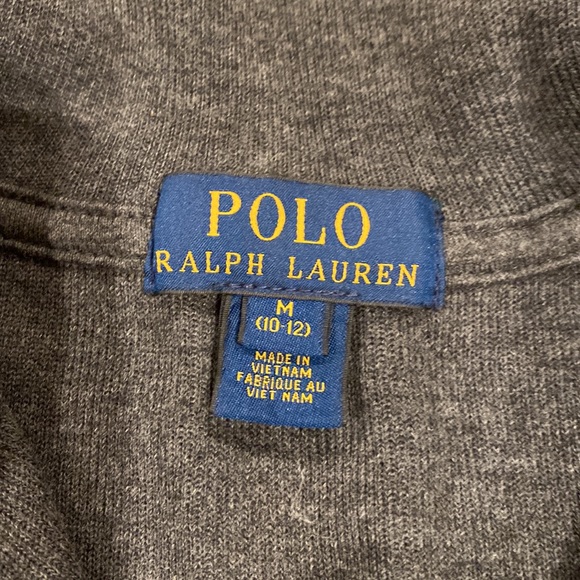 POLO
RALPH LAUREN
M
(10-12)
MADE IN
VIETNAM
FABRIQUE AU
VIET NAM